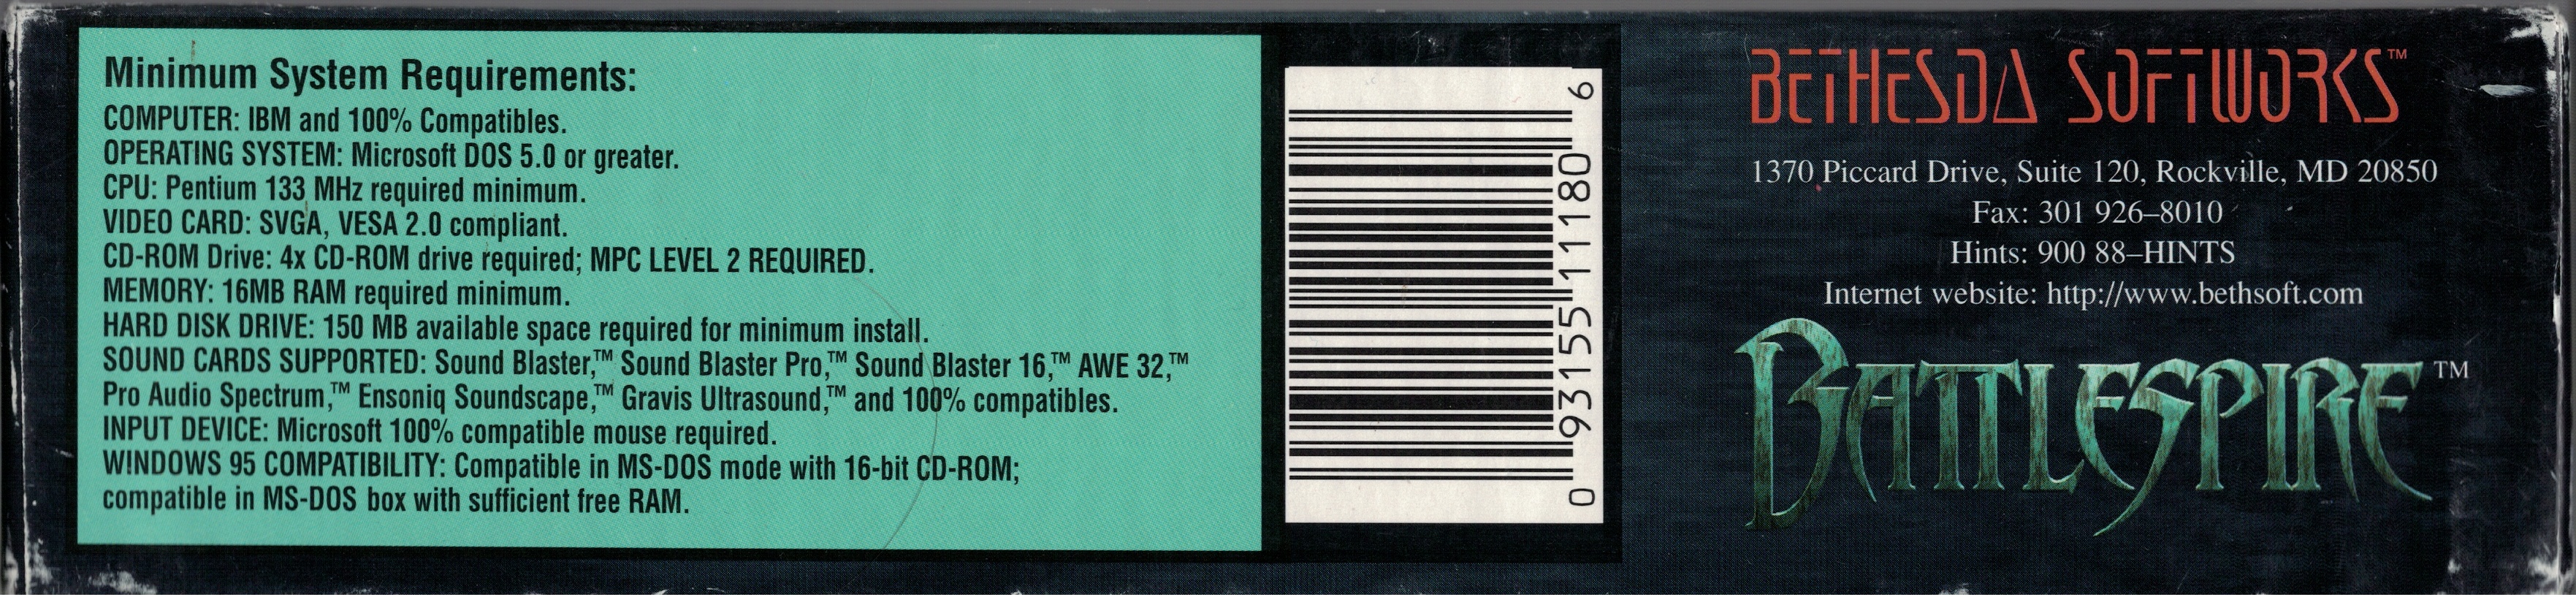 Minimum System Requirements:
COMPUTER: IBM and 100% Compatibles.
OPERATING SYSTEM: Microsoft DOS 5.0 or greater.
CPU: Pentium 133 MHz required minimum.
VIDEO CARD: SVGA, VESA 2.0 compliant.
CD-ROM Drive: 4x CD-ROM drive required; MPC LEVEL 2 REQUIRED.
MEMORY: 16MB RAM required minimum.
HARD DISK DRIVE: 150 MB available space required for minimum install.
SOUND CARDS SUPPORTED: Sound Blaster,™ Sound Blaster Pro,™ Sound Blaster 16,™ AWE 32,™
Pro Audio Spectrum,™ Ensoniq Soundscape,™ Gravis Ultrasound,™ and 100% compatibles.
INPUT DEVICE: Microsoft 100% compatible mouse required.
WINDOWS 95 COMPATIBILITY: Compatible in MS-DOS mode with 16-bit CD-ROM;
compatible in MS-DOS box with sufficient free RAM.
0 93155 11180 6
BETHESDA SOFTWORKS™
1370 Piccard Drive, Suite 120, Rockville, MD 20850
Fax: 301 926–8010
Hints: 900 88–HINTS
Internet website: http://www.bethsoft.com
BATTLESPIRE™